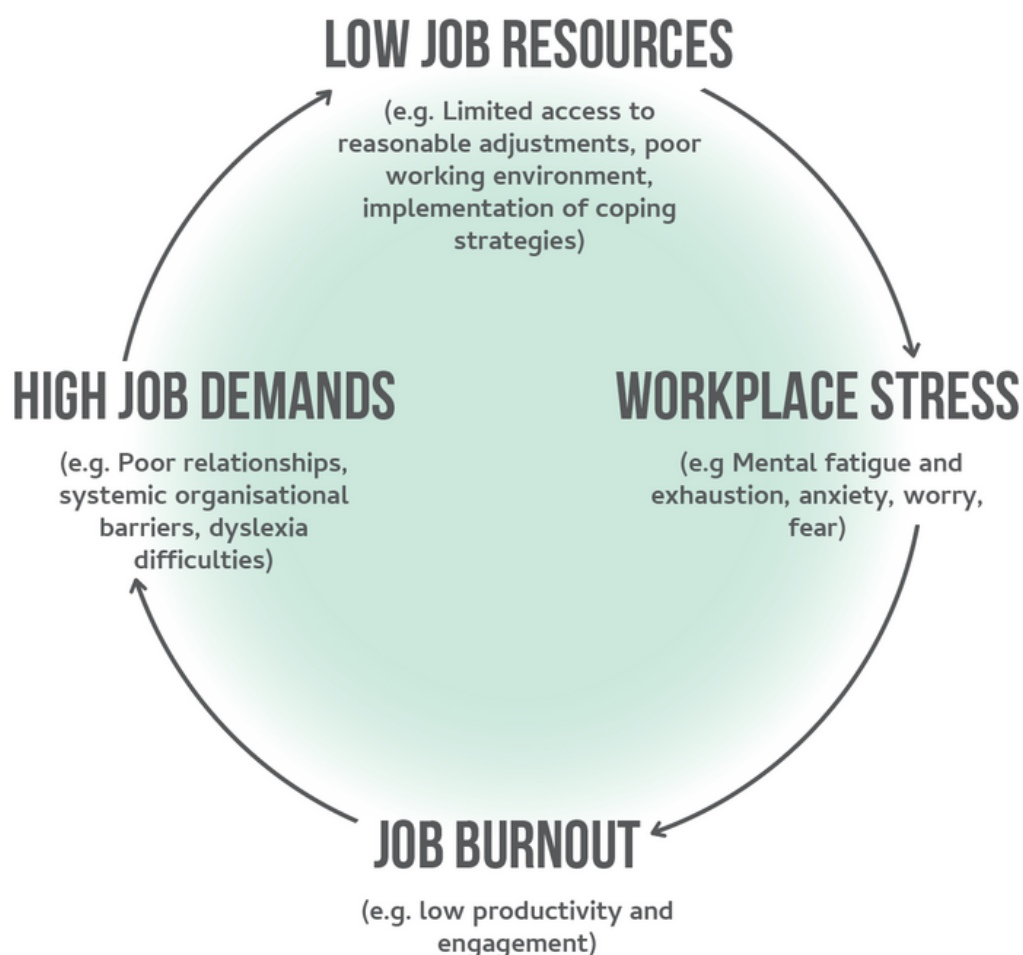 LOW JOB RESOURCES
(e.g. Limited access to
reasonable adjustments, poor
working environment,
implementation of coping
strategies)
HIGH JOB DEMANDS
(e.g. Poor relationships,
systemic organisational
barriers, dyslexia
difficulties)
WORKPLACE STRESS
(e.g Mental fatigue and
exhaustion, anxiety, worry,
fear)
JOB BURNOUT
(e.g. low productivity and
engagement)